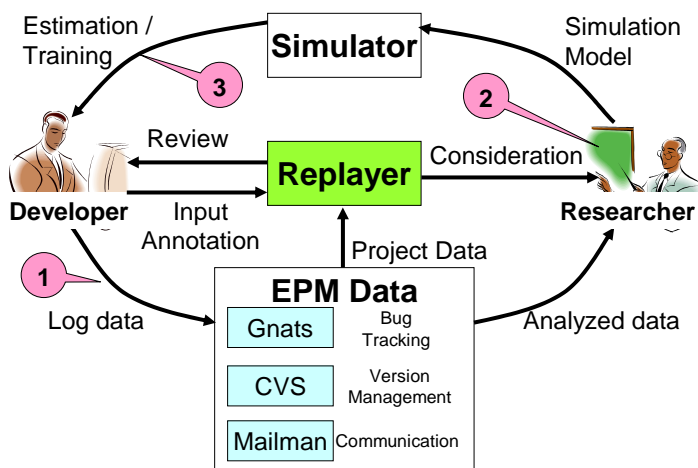 Estimation /
Training
Simulator
Simulation
Model
3
2
Review
Replayer
Consideration
Developer
Input
Annotation
Researcher
1
Project Data
Log data
EPM Data
Analyzed data
Gnats
Bug
Tracking
CVS
Version
Management
Mailman
Communication